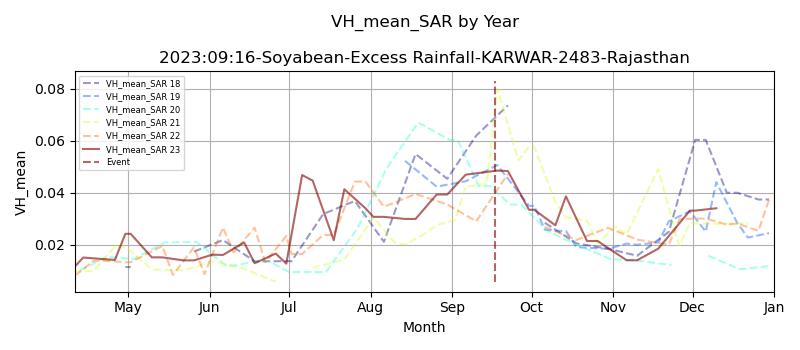 VH_mean_SAR by Year
2023:09:16-Soyabean-Excess Rainfall-KARWAR-2483-Rajasthan
VH_mean
0.08
0.06
0.04
0.02
VH_mean_SAR 18
VH_mean_SAR 19
VH_mean_SAR 20
VH_mean_SAR 21
VH_mean_SAR 22
VH_mean_SAR 23
Event
May Jun Jul Aug Sep Oct Nov Dec Jan
Month